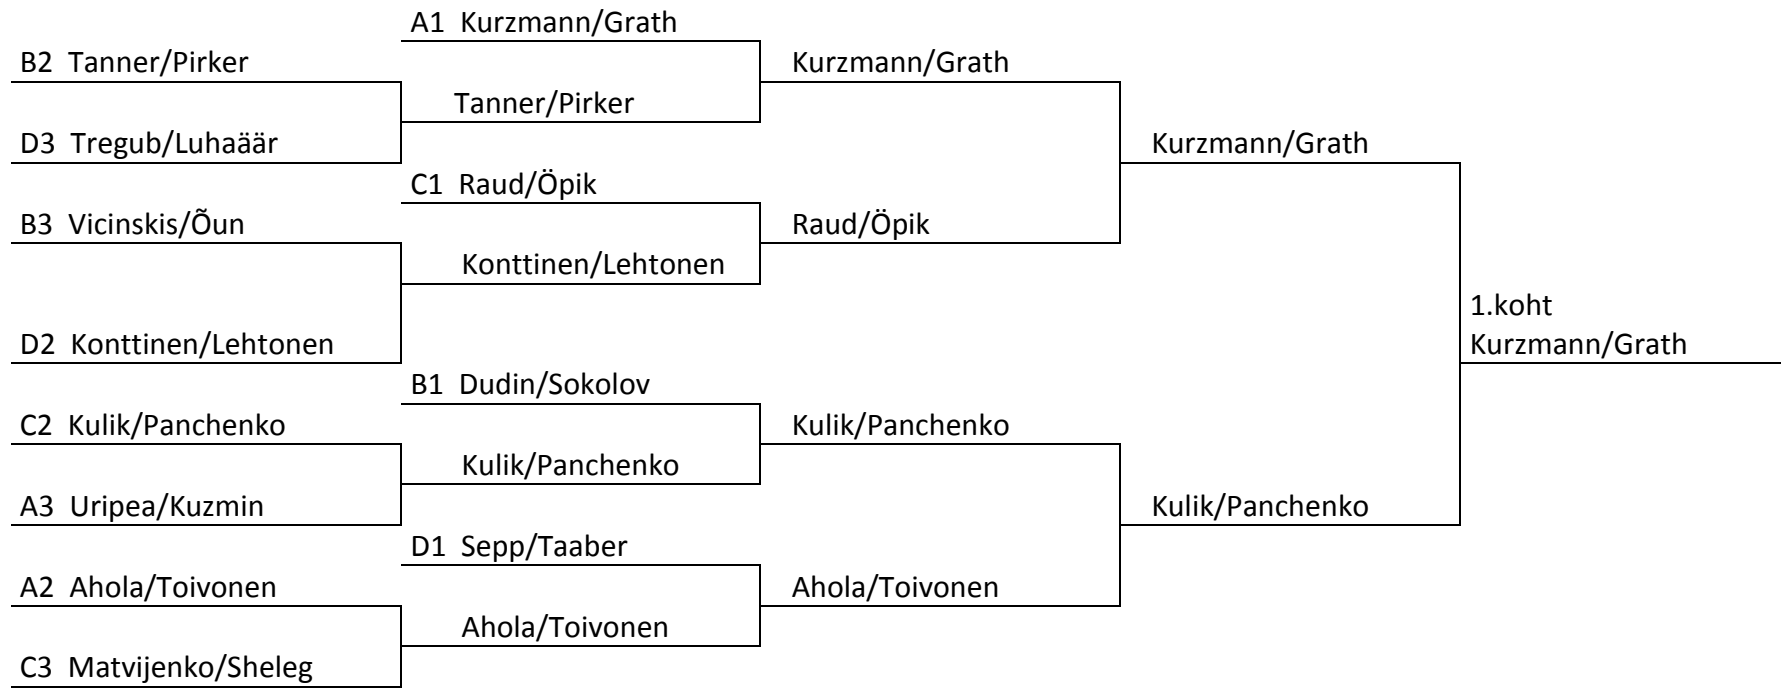 A1 Kurzmann/Grath
B2 Tanner/Pirker
Kurzmann/Grath
Tanner/Pirker
D3 Tregub/Luhaäär
Kurzmann/Grath
C1 Raud/Öpik
B3 Vicinskis/Õun
Raud/Öpik
Konttinen/Lehtonen
1.koht
D2 Konttinen/Lehtonen
Kurzmann/Grath
B1 Dudin/Sokolov
C2 Kulik/Panchenko
Kulik/Panchenko
Kulik/Panchenko
A3 Uripea/Kuzmin
Kulik/Panchenko
D1 Sepp/Taaber
A2 Ahola/Toivonen
Ahola/Toivonen
Ahola/Toivonen
C3 Matvijenko/Sheleg